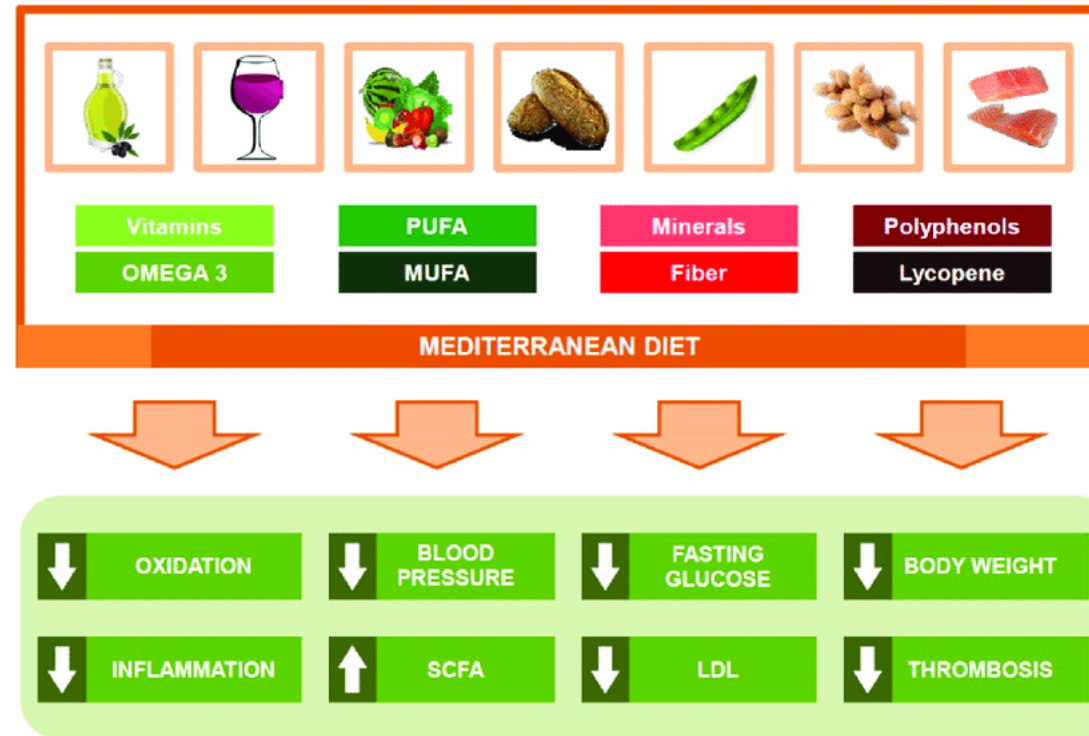 Vitamins
PUFA
Minerals
Polyphenols
OMEGA 3
MUFA
Fiber
Lycopene
MEDITERRANEAN DIET
OXIDATION
BLOOD
PRESSURE
FASTING
GLUCOSE
BODY WEIGHT
INFLAMMATION
SCFA
LDL
THROMBOSIS